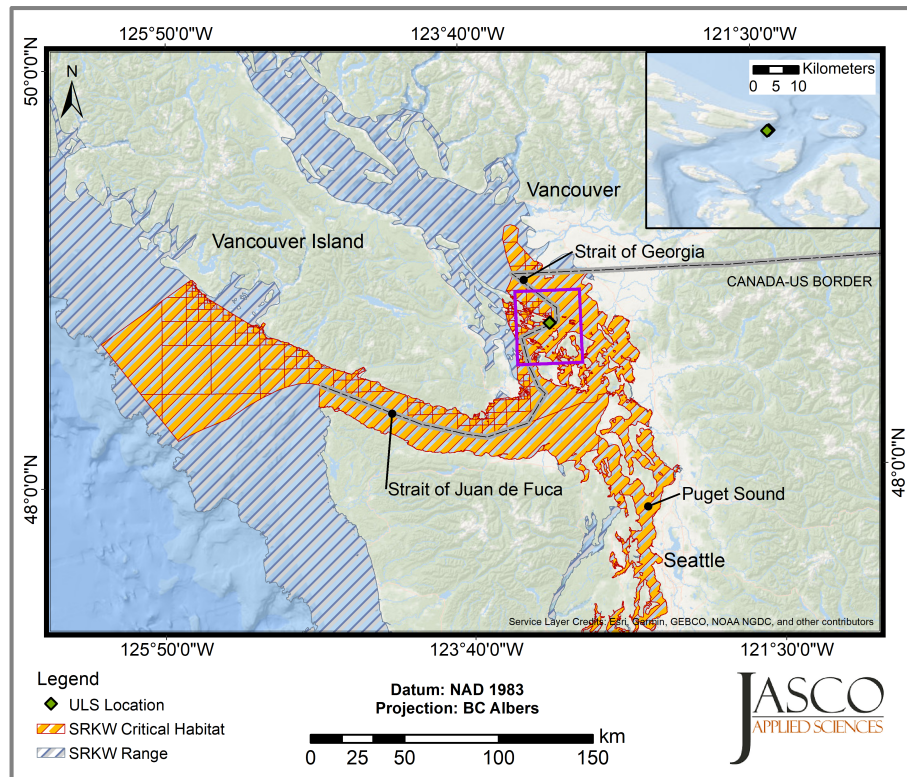 125°50'0"W 123°40'0"W 121°30'0"W
50°0'0"N
N
Kilometers
0 5 10
Vancouver
Vancouver Island
Strait of Georgia
CANADA-US BORDER
48°0'0"N
48°0'0"N
Strait of Juan de Fuca
Puget Sound
Seattle
Service Layer Credits: Esri, Garmin, GEBCO, NOAA NGDC, and other contributors
125°50'0"W 123°40'0"W 121°30'0"W
Legend
ULS Location
SRKW Critical Habitat
SRKW Range
Datum: NAD 1983
Projection: BC Albers
km
0 25 50 100 150
JASCO
APPLIED SCIENCES